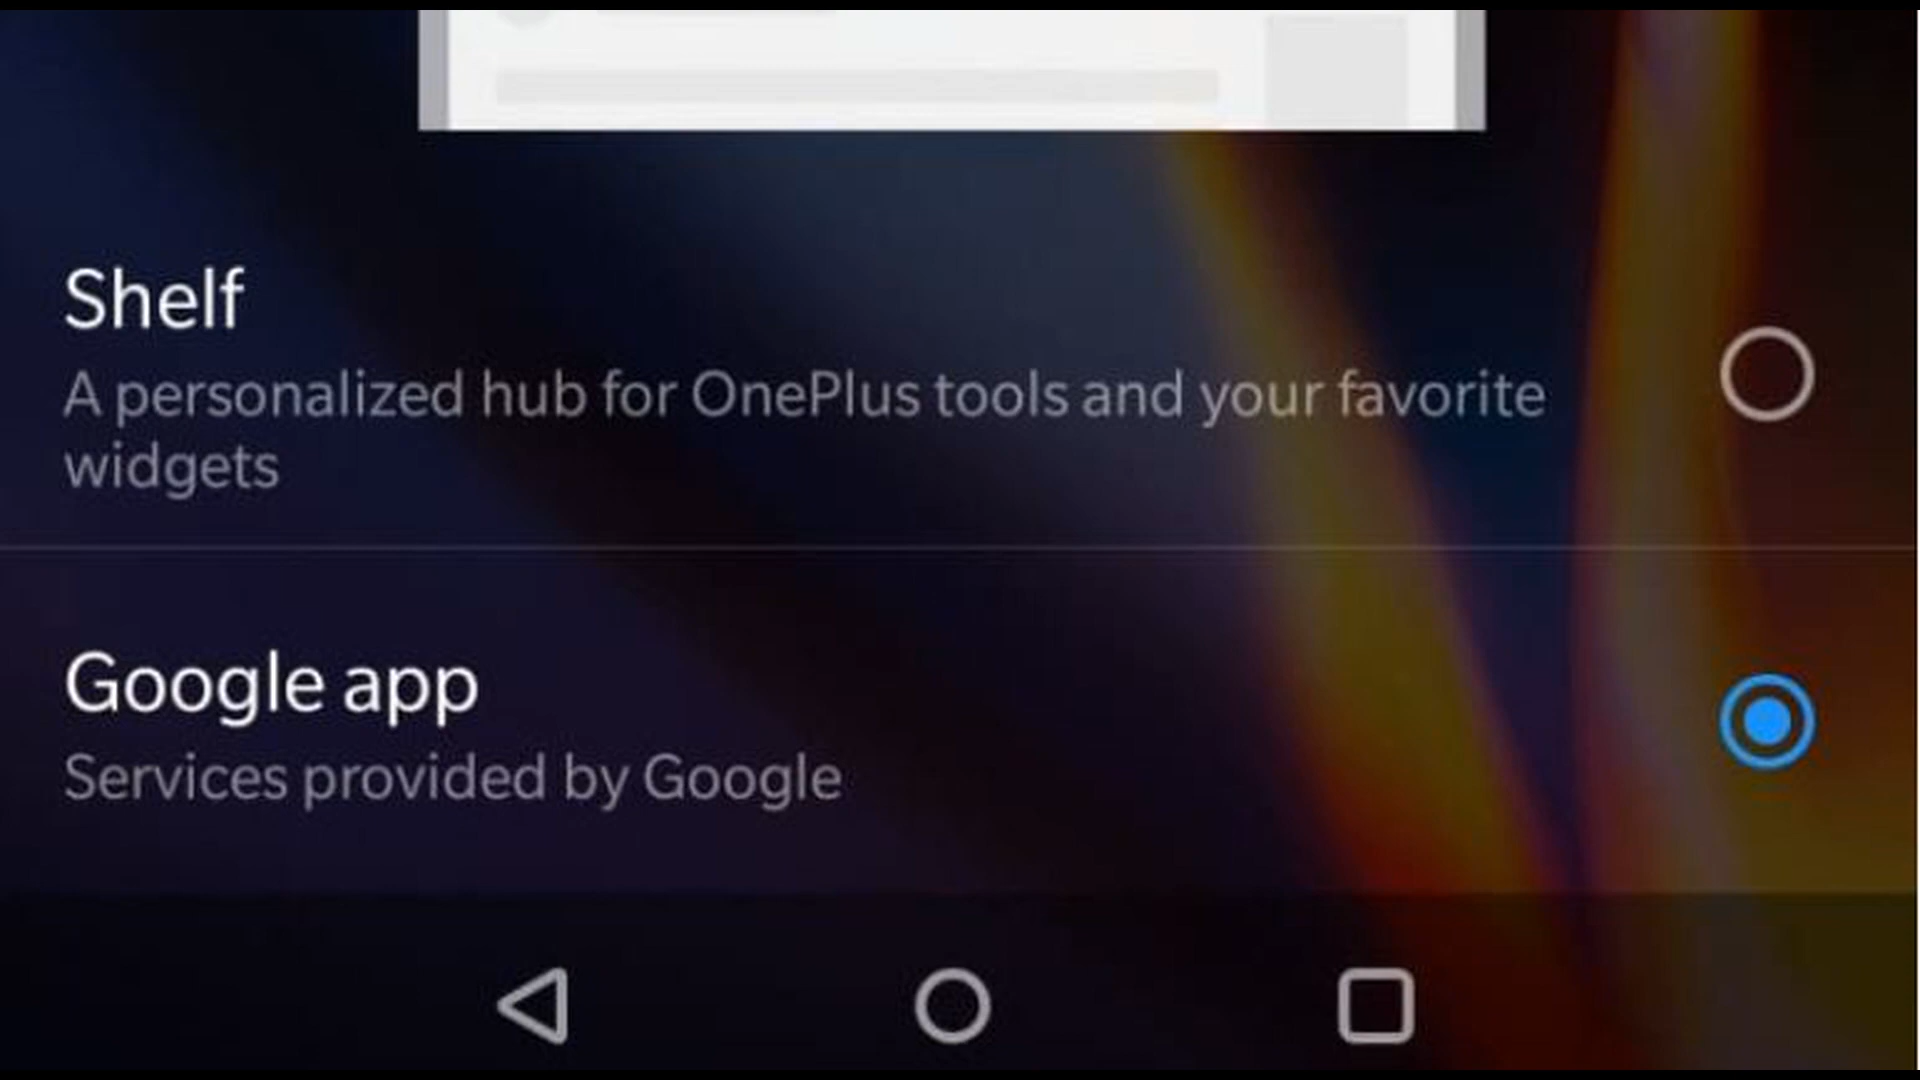 Shelf
A personalized hub for OnePlus tools and your favorite
widgets
Google app
Services provided by Google